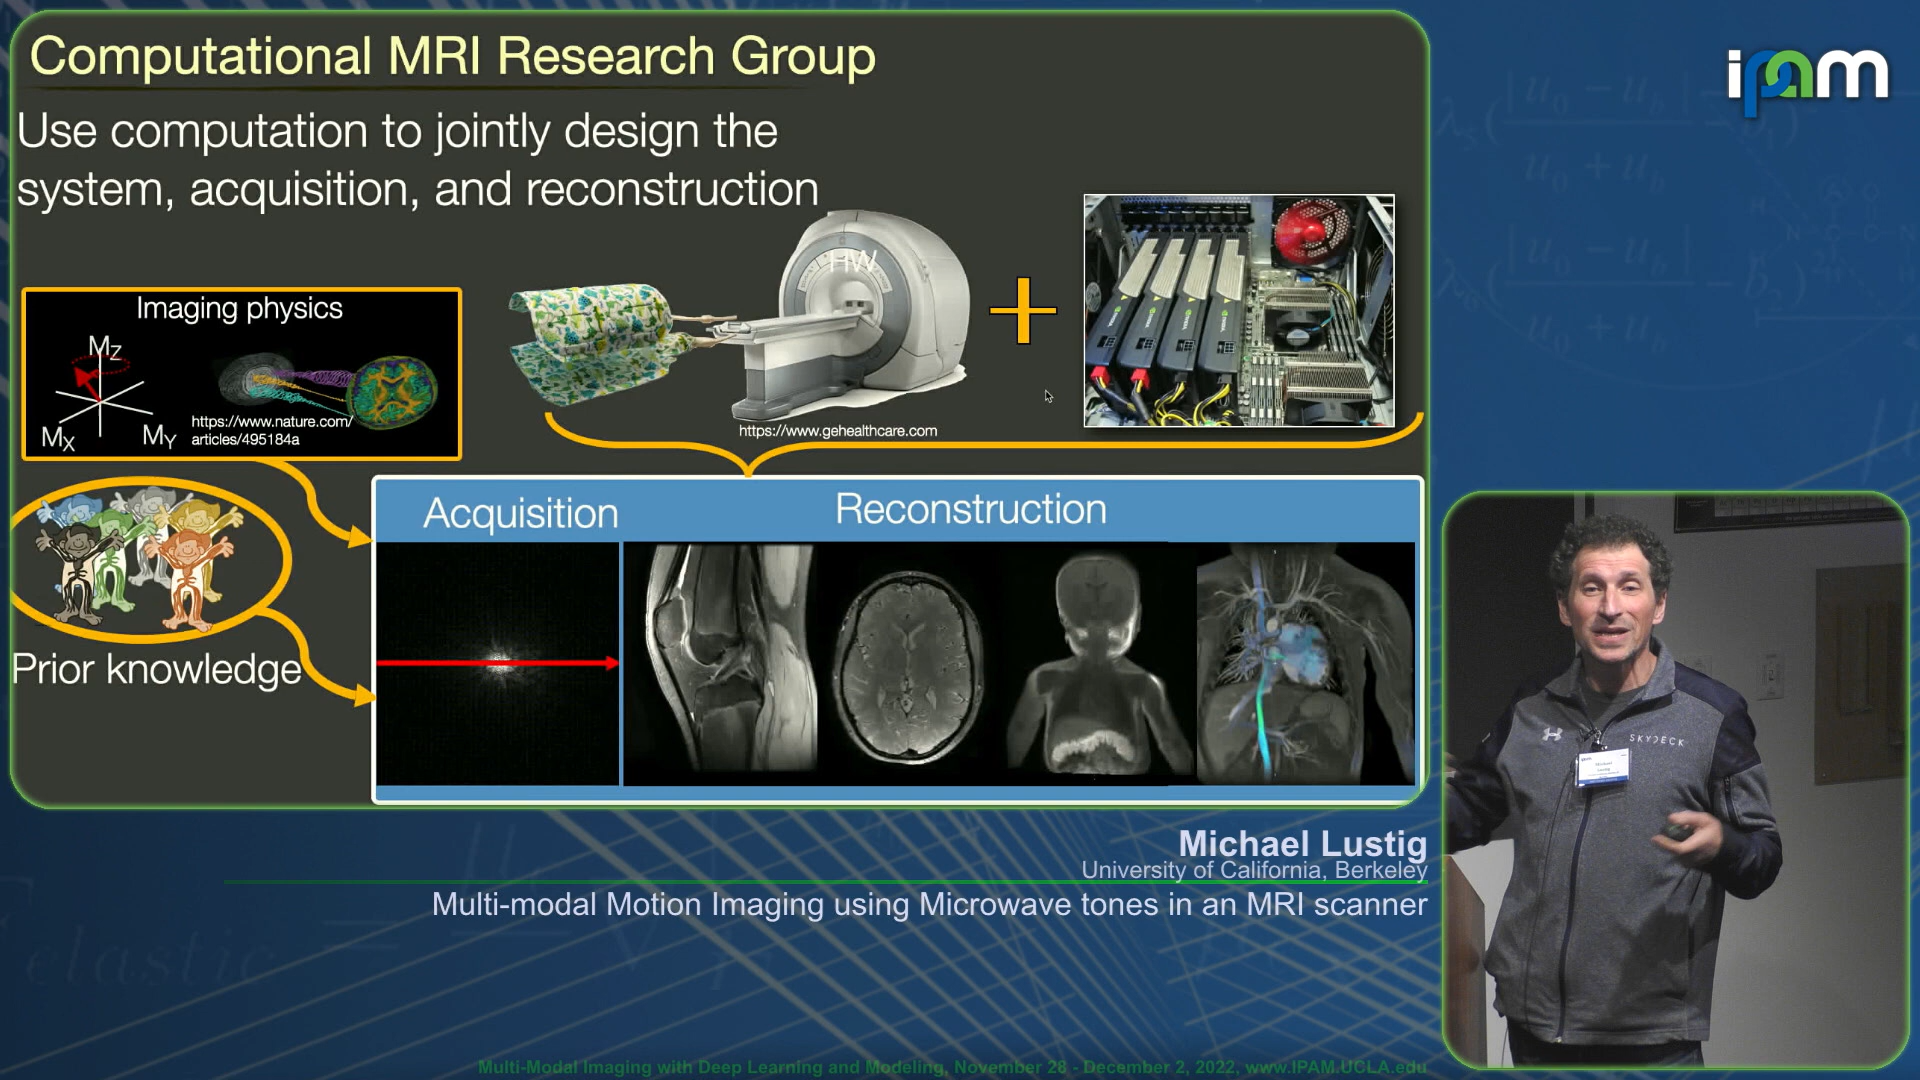 Computational MRI Research Group
Use computation to jointly design the
system, acquisition, and reconstruction
ipam
HW
Imaging physics
MZ
MX
MY
https://www.nature.com/
articles/495184a
https://www.gehealthcare.com
Acquisition
Reconstruction
Prior knowledge
SKYDECK
Michael Lustig
University of California, Berkeley
Multi-modal Motion Imaging using Microwave tones in an MRI scanner
Multi-Modal Imaging with Deep Learning and Modeling, November 28 - December 2, 2022, www.IPAM.UCLA.edu